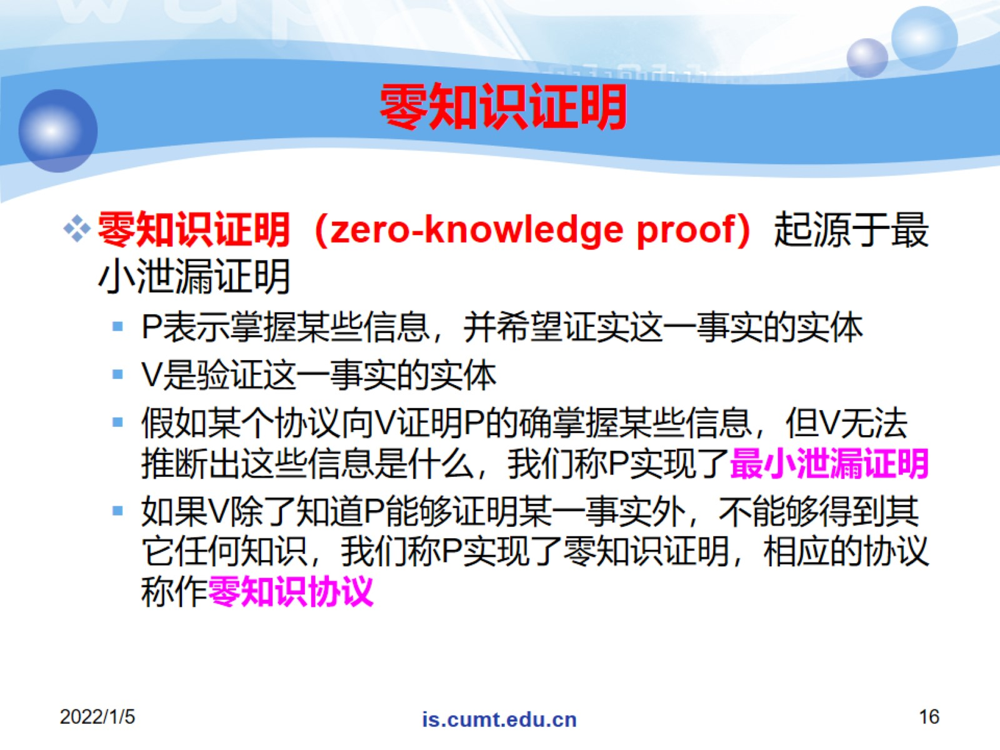 零知识证明
零知识证明（zero-knowledge proof）起源于最
小泄漏证明
P表示掌握某些信息，并希望证实这一事实的实体
V是验证这一事实的实体
假如某个协议向V证明P的确掌握某些信息，但V无法
推断出这些信息是什么，我们称P实现了最小泄漏证明
如果V除了知道P能够证明某一事实外，不能够得到其
它任何知识，我们称P实现了零知识证明，相应的协议
称作零知识协议
2022/1/5
is.cumt.edu.cn
16